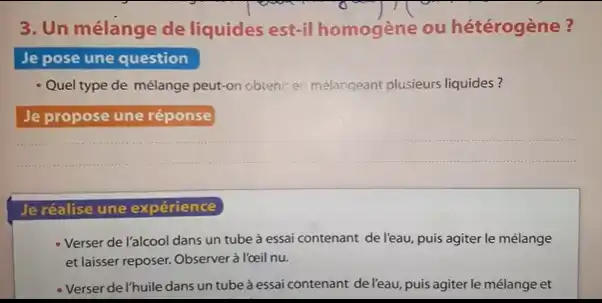 3. Un mélange de liquides est-il homogène ou hétérogène ?
Je pose une question
• Quel type de mélange peut-on obtenir en mélangeant plusieurs liquides ?
Je propose une réponse
Je réalise une expérience
• Verser de l'alcool dans un tube à essai contenant de l'eau, puis agiter le mélange
et laisser reposer. Observer à l'œil nu.
• Verser de l'huile dans un tube à essai contenant de l'eau, puis agiter le mélange et